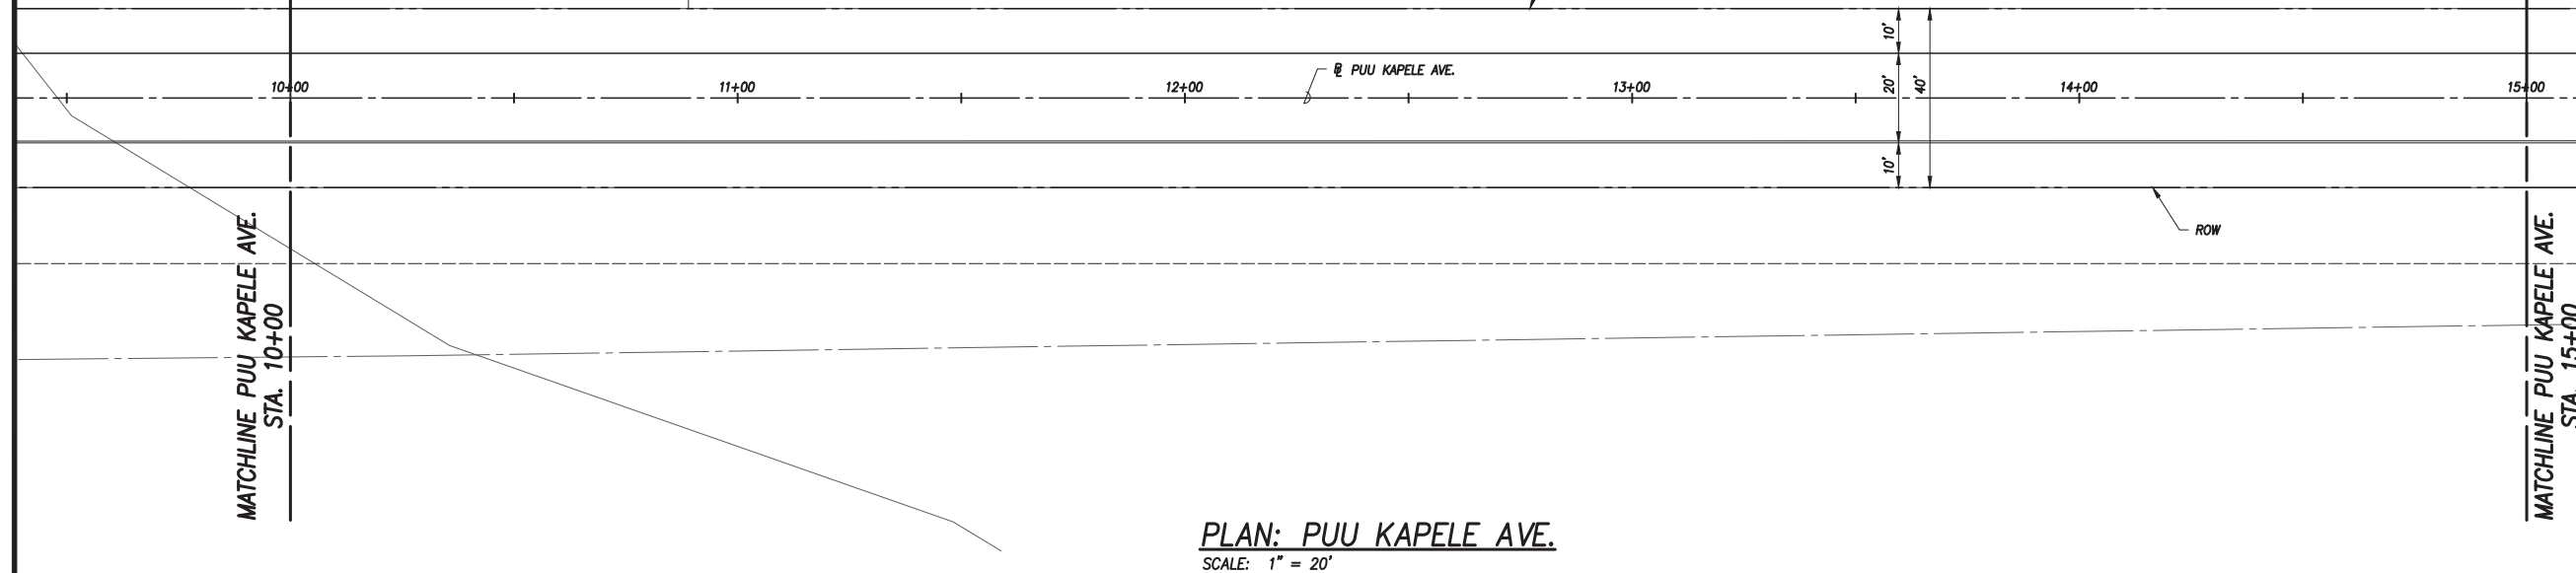 10'
℄ PUU KAPELE AVE.
10+00
11+00
12+00
13+00
20'
40'
14+00
15+00
10'
ROW
MATCHLINE PUU KAPELE AVE.
STA. 10+00
MATCHLINE PUU KAPELE AVE.
STA. 15+00
PLAN: PUU KAPELE AVE.
SCALE: 1" = 20'